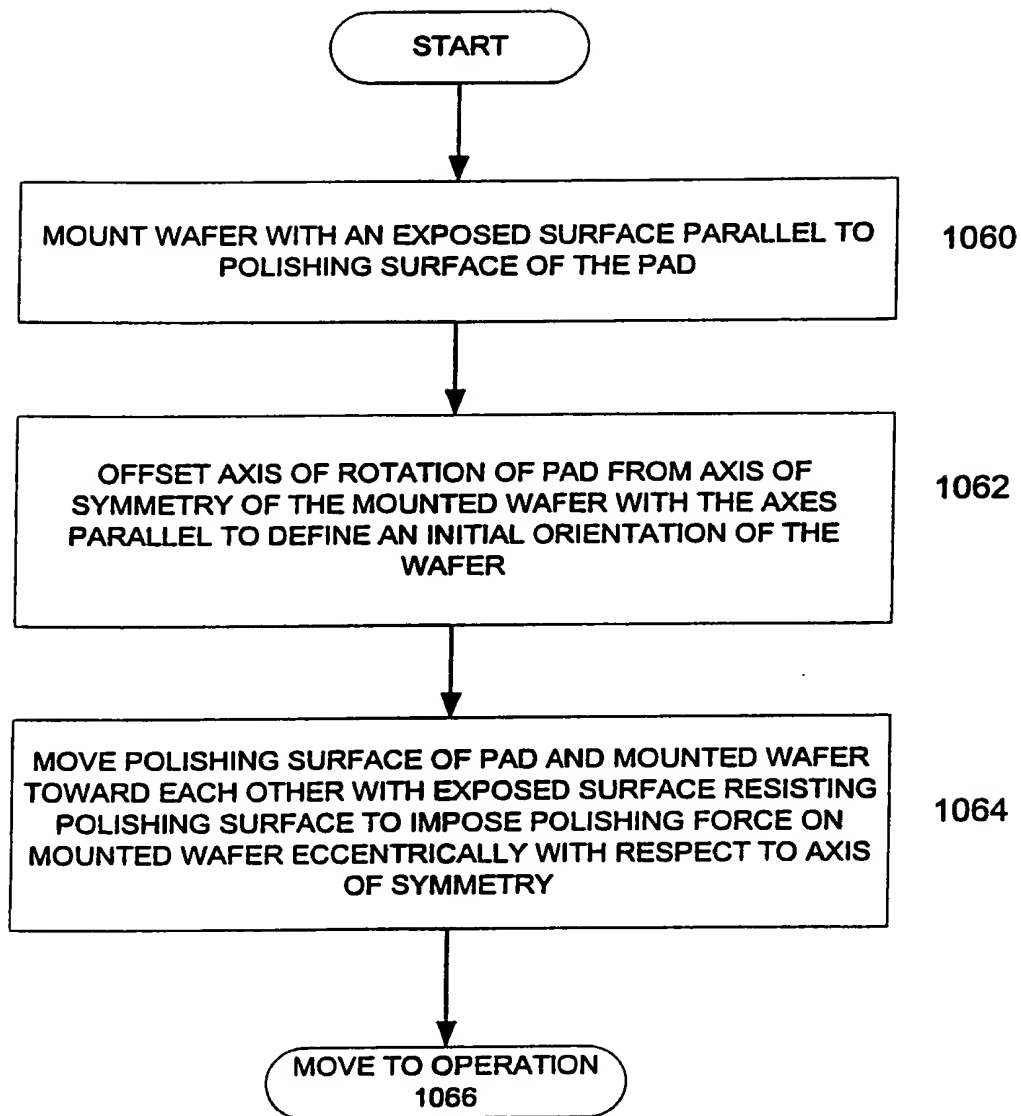 START
MOUNT WAFER WITH AN EXPOSED SURFACE PARALLEL TO
POLISHING SURFACE OF THE PAD
1060
OFFSET AXIS OF ROTATION OF PAD FROM AXIS OF
SYMMETRY OF THE MOUNTED WAFER WITH THE AXES
PARALLEL TO DEFINE AN INITIAL ORIENTATION OF THE
WAFER
1062
MOVE POLISHING SURFACE OF PAD AND MOUNTED WAFER
TOWARD EACH OTHER WITH EXPOSED SURFACE RESISTING
POLISHING SURFACE TO IMPOSE POLISHING FORCE ON
MOUNTED WAFER ECCENTRICALLY WITH RESPECT TO AXIS
OF SYMMETRY
1064
MOVE TO OPERATION
1066